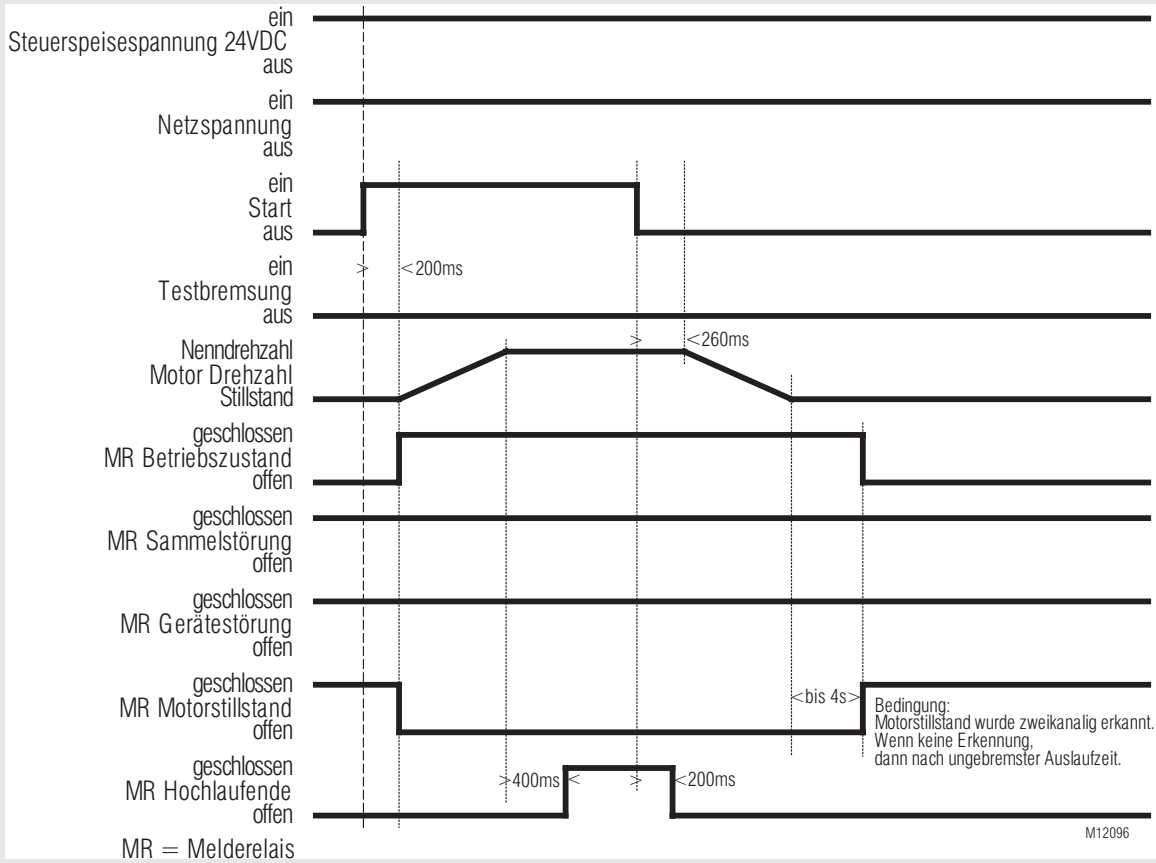 ein
Steuerspeisespannung 24VDC
aus
ein
Netzspannung
aus
ein
Start
aus
ein
> <200ms
Testbremsung
aus
Nenndrehzahl
> <260ms
Motor Drehzahl
Stillstand
geschlossen
MR Betriebszustand
offen
geschlossen
MR Sammelstörung
offen
geschlossen
MR Gerätestörung
offen
geschlossen
MR Motorstillstand
offen
<bis 4s>
Bedingung:
Motorstillstand wurde zweikanalig erkannt.
Wenn keine Erkennung,
dann nach ungebremster Auslaufzeit.
geschlossen
MR Hochlaufende
offen
>400ms<
> <200ms
M12096
MR = Melderelais